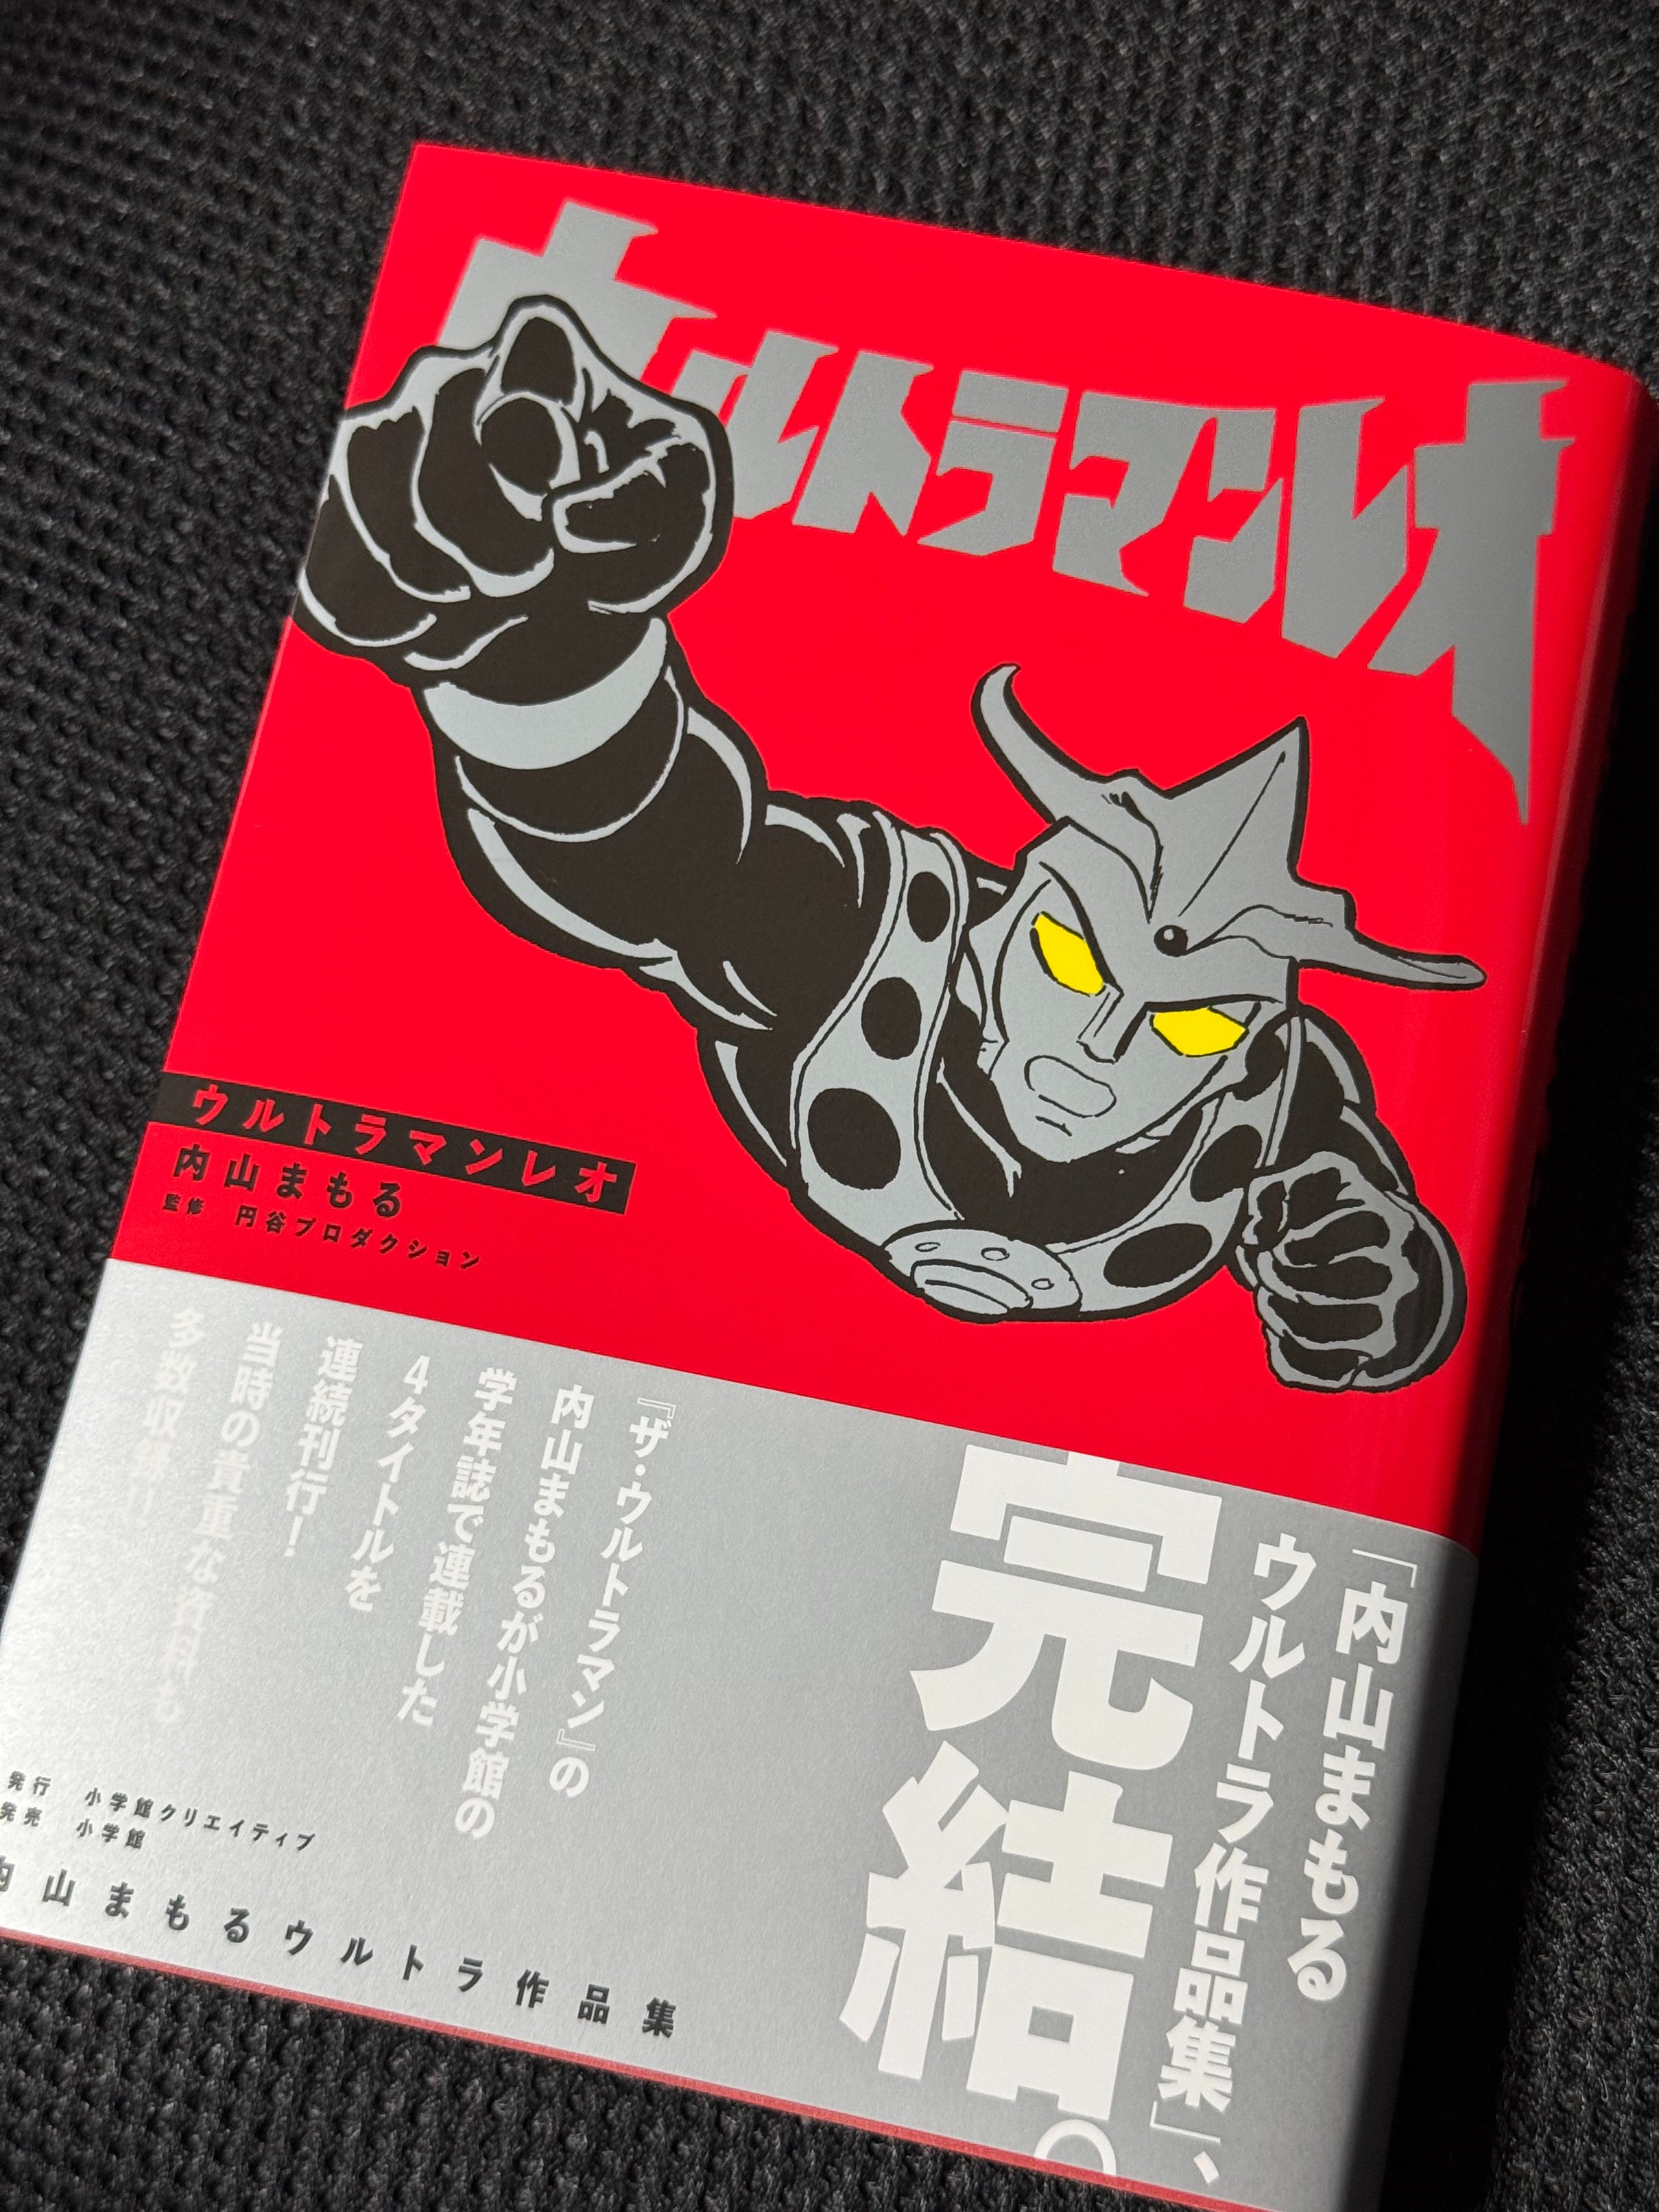 ウルトラマンレオ
ウルトラマンレオ
内山まもる
監修 円谷プロダクション
「内山まもる
ウルトラ作品集」、
完結。
『ザ・ウルトラマン』の
内山まもるが小学館の
学年誌で連載した
4タイトルを
連続刊行!
当時の貴重な資料も
多数収録!!
発行 小学館クリエイティブ
発売 小学館
内山まもるウルトラ作品集